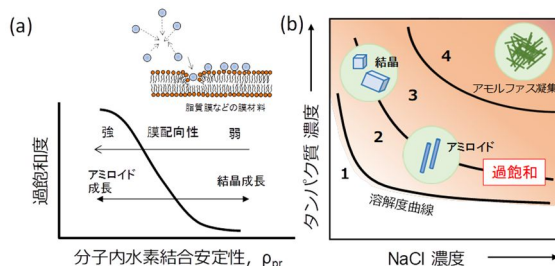 (a)
脂質膜などの膜材料
強 膜配向性 弱
アミロイド
成長
結晶成長
過飽和度
分子内水素結合安定性, ρpr
(b)
結晶
4
アモルファス凝集
3
2
アミロイド
1
過飽和
溶解度曲線
タンパク質 濃度
NaCl 濃度